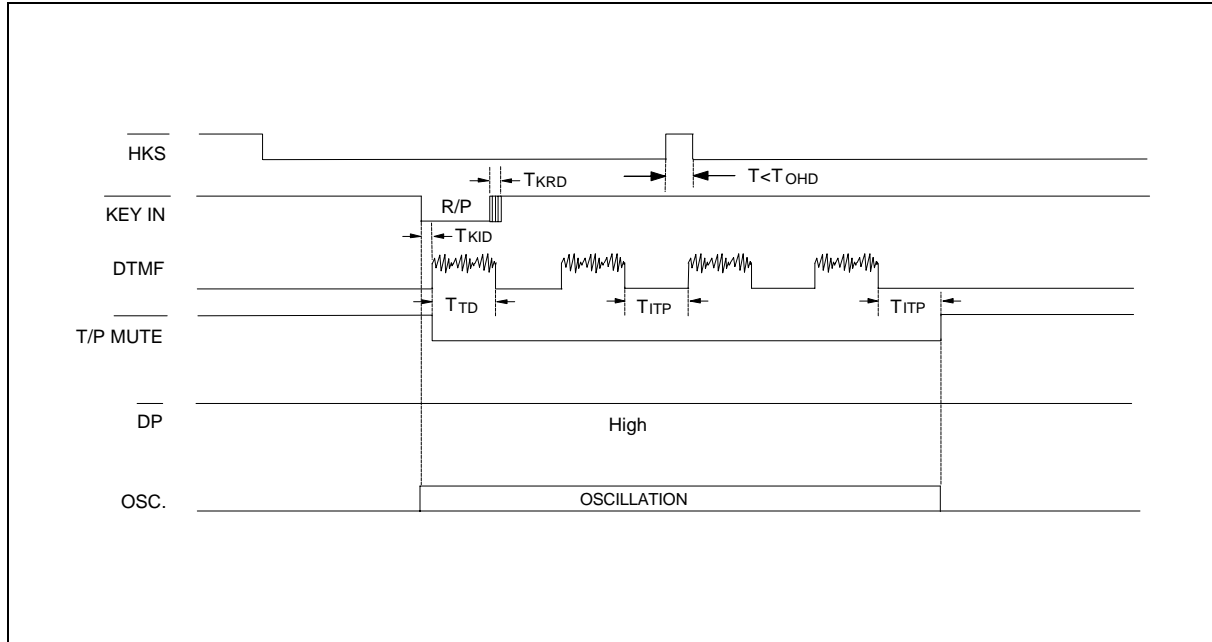 HKS
TKRD
T<TOHD
KEY IN
R/P
TKID
DTMF
TTD
TITP
TITP
T/P MUTE
DP
High
OSC.
OSCILLATION